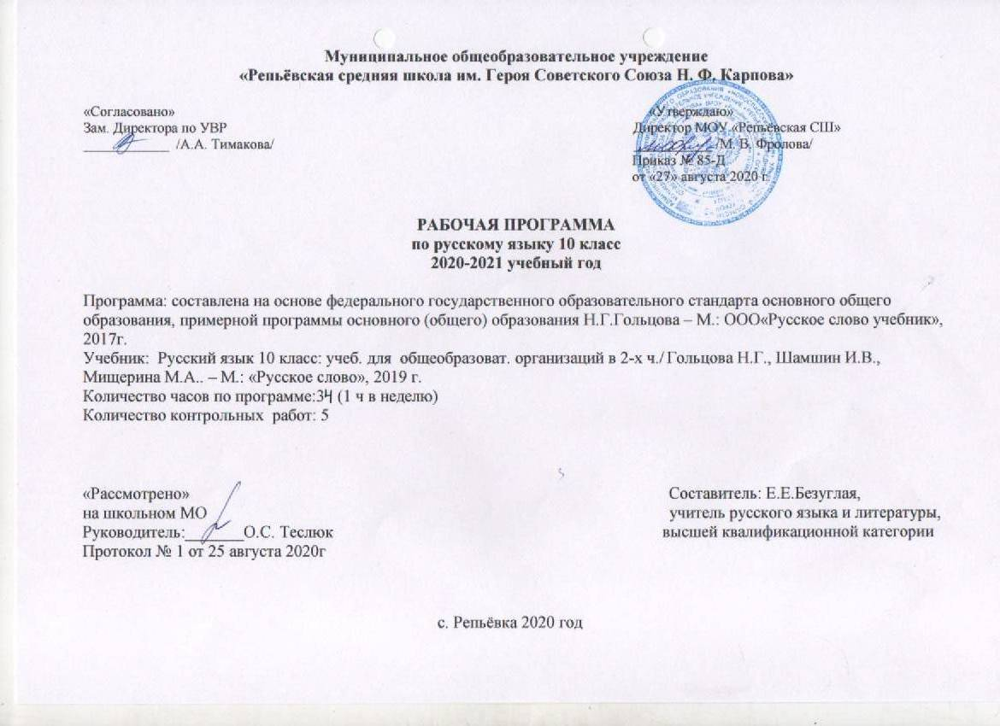 Муниципальное общеобразовательное учреждение
«Репьёвская средняя школа им. Героя Советского Союза Н. Ф. Карпова»
«Согласовано»
Зам. Директора по УВР
____________ /А.А. Тимакова/
«Утверждаю»
Директор МОУ «Репьёвская СШ»
/М. В. Фролова/
Приказ № 85-Д
от «27» августа 2020 г.
РАБОЧАЯ ПРОГРАММА
по русскому языку 10 класс
2020-2021 учебный год
Программа: составлена на основе федерального государственного образовательного стандарта основного общего
образования, примерной программы основного (общего) образования Н.Г.Гольцова – М.: ООО«Русское слово учебник»,
2017г.
Учебник: Русский язык 10 класс: учеб. для общеобразоват. организаций в 2-х ч./ Гольцова Н.Г., Шамшин И.В.,
Мищерина М.А.. – М.: «Русское слово», 2019 г.
Количество часов по программе:34 (1 ч в неделю)
Количество контрольных работ: 5
«Рассмотрено»
на школьном МО
Руководитель:_______О.С. Теслюк
Протокол № 1 от 25 августа 2020г
Составитель: Е.Е.Безуглая,
учитель русского языка и литературы,
высшей квалификационной категории
с. Репьёвка 2020 год